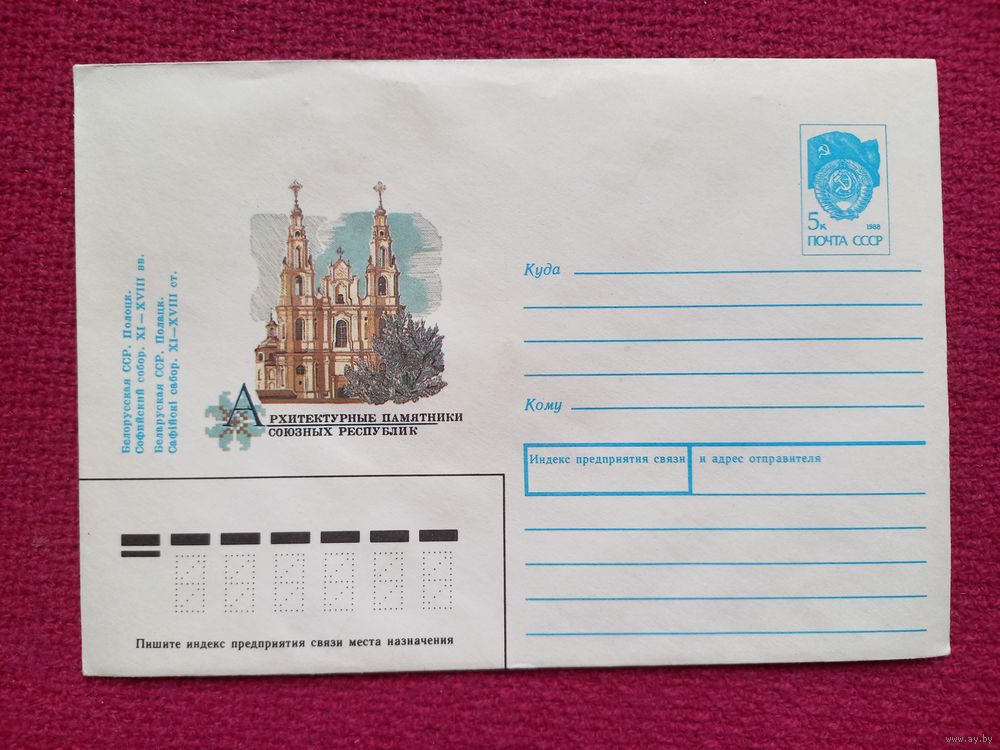 5к 1988
ПОЧТА СССР
Белорусская ССР. Полоцк.
Софийский собор. XI—XVIII вв.
Беларуская ССР. Полацк.
Сафійскі сабор. XI—XVIII ст.
АРХИТЕКТУРНЫЕ ПАМЯТНИКИ
СОЮЗНЫХ РЕСПУБЛИК
Куда
Кому
Индекс предприятия связи и адрес отправителя
Пишите индекс предприятия связи места назначения
www.ay.by